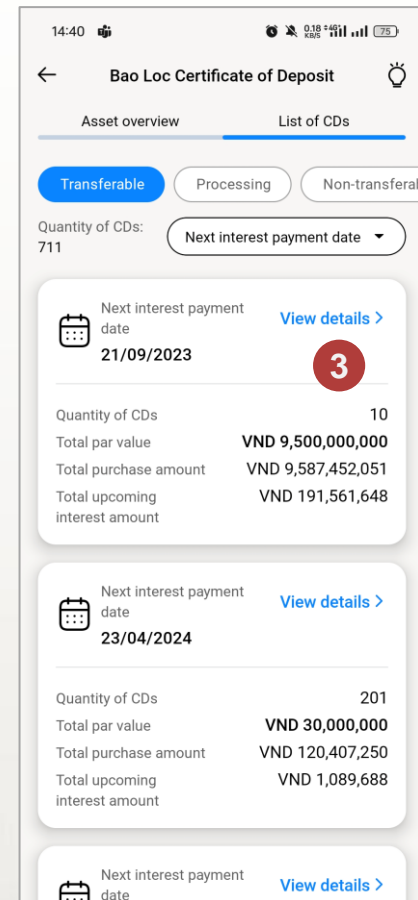 14:40
0.18 KB/S 4G 75
Bao Loc Certificate of Deposit
Asset overview List of CDs
Transferable Processing Non-transferal
Quantity of CDs:
711
Next interest payment date
Next interest payment
date
View details >
21/09/2023
3
Quantity of CDs 10
Total par value VND 9,500,000,000
Total purchase amount VND 9,587,452,051
Total upcoming
interest amount
VND 191,561,648
Next interest payment
date
View details >
23/04/2024
Quantity of CDs 201
Total par value VND 30,000,000
Total purchase amount VND 120,407,250
Total upcoming
interest amount
VND 1,089,688
Next interest payment
date
View details >